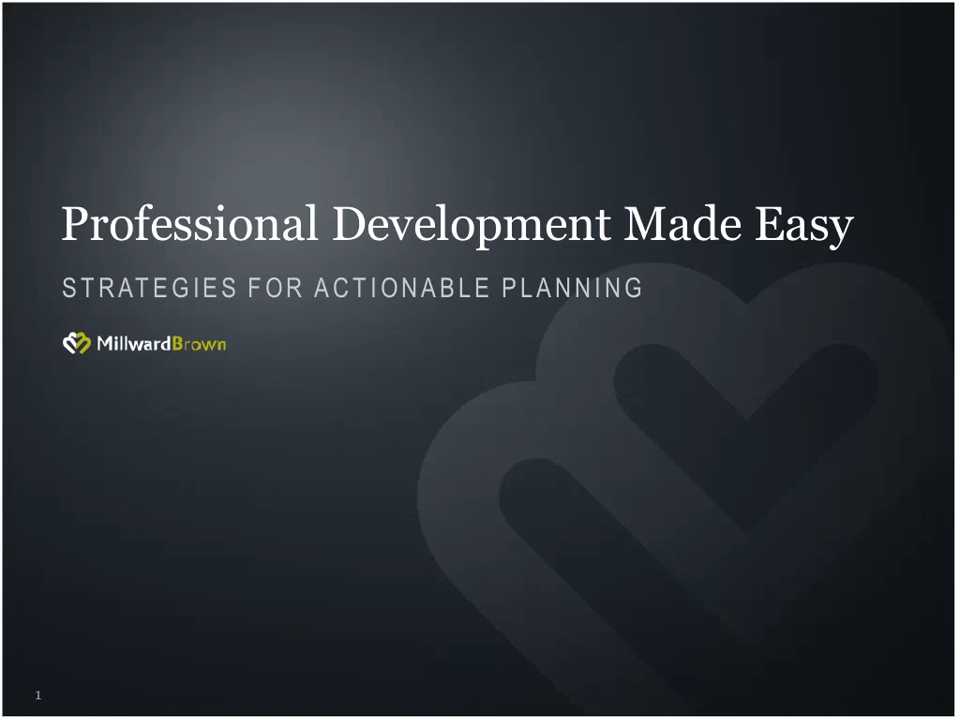 Professional Development Made Easy
STRATEGIES FOR ACTIONABLE PLANNING
MillwardBrown
1